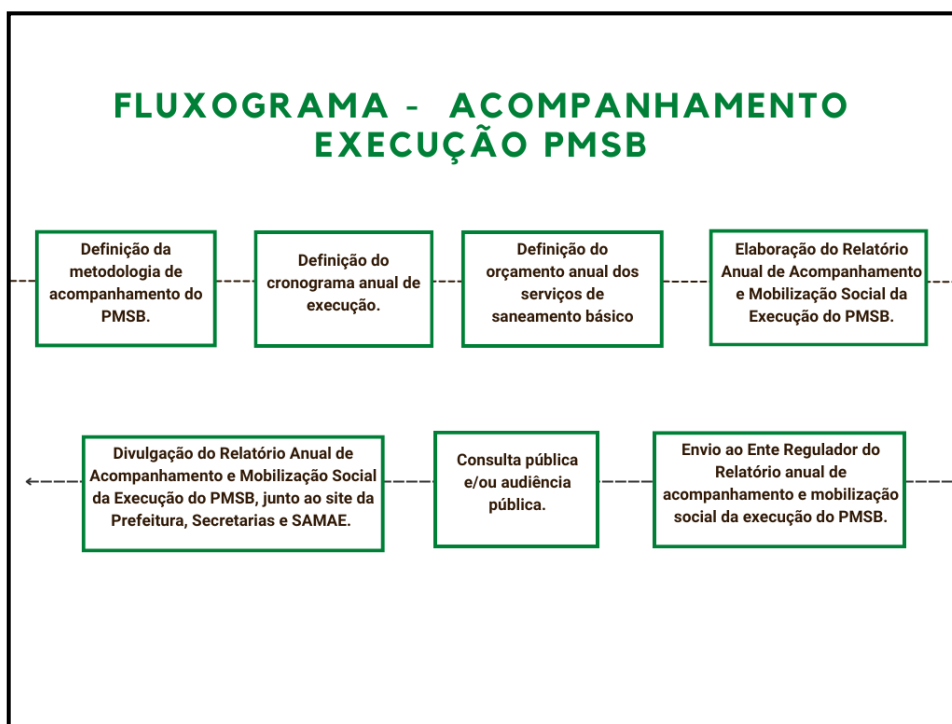 FLUXOGRAMA - ACOMPANHAMENTO
EXECUÇÃO PMSB
Definição da
metodologia de
acompanhamento do
PMSB.
Definição do
cronograma anual de
execução.
Definição do
orçamento anual dos
serviços de
saneamento básico
Elaboração do Relatório
Anual de Acompanhamento
e Mobilização Social da
Execução do PMSB.
Envio ao Ente Regulador do
Relatório anual de
acompanhamento e mobilização
social da execução do PMSB.
Consulta pública
e/ou audiência
pública.
Divulgação do Relatório Anual de
Acompanhamento e Mobilização Social
da Execução do PMSB, junto ao site da
Prefeitura, Secretarias e SAMAE.